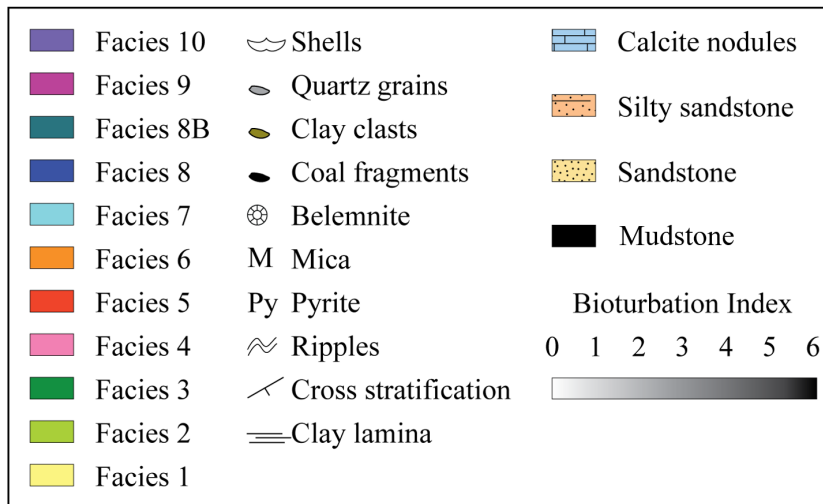 Facies 10
Facies 9
Facies 8B
Facies 8
Facies 7
Facies 6
Facies 5
Facies 4
Facies 3
Facies 2
Facies 1
Shells
Quartz grains
Clay clasts
Coal fragments
Belemnite
M Mica
Py Pyrite
Ripples
Cross stratification
Clay lamina
Calcite nodules
Silty sandstone
Sandstone
Mudstone
Bioturbation Index
0 1 2 3 4 5 6